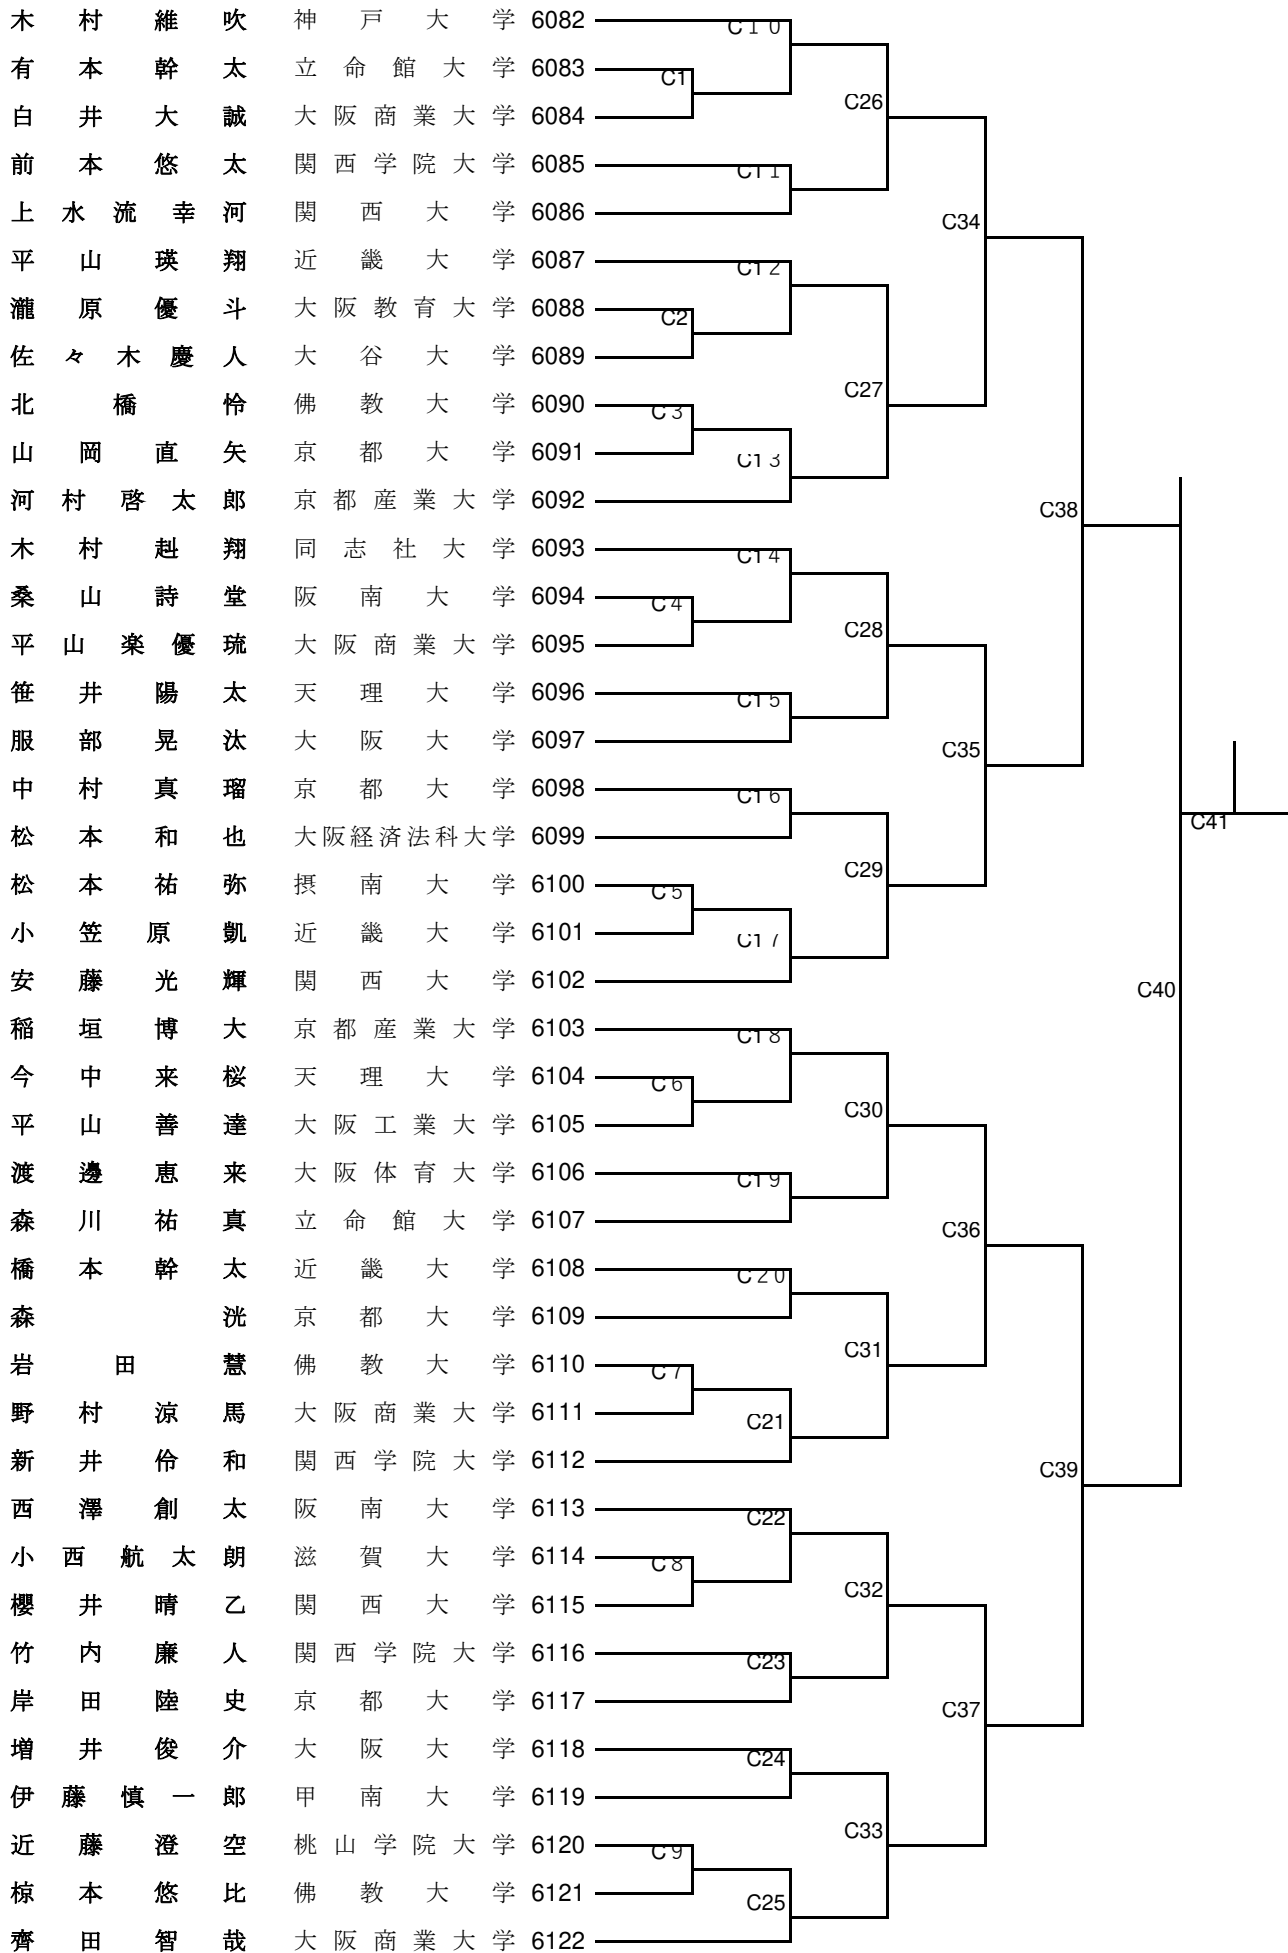 木村維吹 神戸大学 6082
C10
有本幹太 立命館大学 6083
C1
C26
白井大誠 大阪商業大学 6084
前本悠太 関西学院大学 6085
C11
上水流幸河 関西大学 6086
C34
平山瑛翔 近畿大学 6087
C12
瀧原優斗 大阪教育大学 6088
C2
佐々木慶人 大谷大学 6089
C27
北橋怜 佛教大学 6090
C3
山岡直矢 京都大学 6091
C13
河村啓太郎 京都産業大学 6092
C38
木村赳翔 同志社大学 6093
C14
桑山詩堂 阪南大学 6094
C4
C28
平山楽優琉 大阪商業大学 6095
笹井陽太 天理大学 6096
C15
服部晃汰 大阪大学 6097
C35
中村真瑠 京都大学 6098
C16
松本和也 大阪経済法科大学 6099
C41
C29
松本祐弥 摂南大学 6100
C5
小笠原凱 近畿大学 6101
C17
安藤光輝 関西大学 6102
C40
稲垣博大 京都産業大学 6103
C18
今中来桜 天理大学 6104
C6
C30
平山善達 大阪工業大学 6105
渡邊恵来 大阪体育大学 6106
C19
森川祐真 立命館大学 6107
C36
橋本幹太 近畿大学 6108
C20
森洸 京都大学 6109
C31
岩田慧 佛教大学 6110
C7
野村涼馬 大阪商業大学 6111
C21
新井伶和 関西学院大学 6112
C39
西澤創太 阪南大学 6113
C22
小西航太朗 滋賀大学 6114
C8
C32
櫻井晴乙 関西大学 6115
竹内廉人 関西学院大学 6116
C23
岸田陸史 京都大学 6117
C37
増井俊介 大阪大学 6118
C24
伊藤慎一郎 甲南大学 6119
C33
近藤澄空 桃山学院大学 6120
C9
椋本悠比 佛教大学 6121
C25
齊田智哉 大阪商業大学 6122